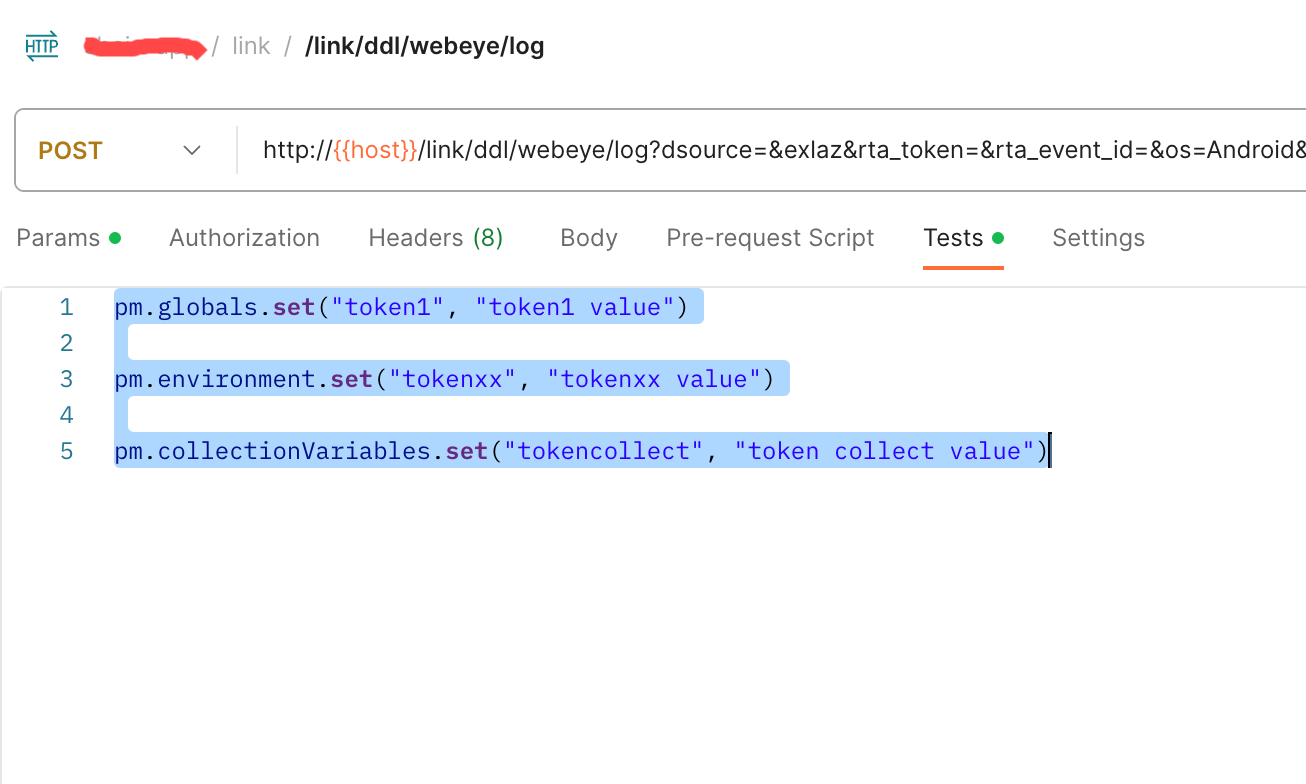 HTTP / link / /link/ddl/webeye/log
POST http://{{host}}/link/ddl/webeye/log?dsource=&exlaz&rta_token=&rta_event_id=&os=Android&
Params Authorization Headers (8) Body Pre-request Script Tests Settings
1 pm.globals.set("token1", "token1 value")
2
3 pm.environment.set("tokenxx", "tokenxx value")
4
5 pm.collectionVariables.set("tokencollect", "token collect value")